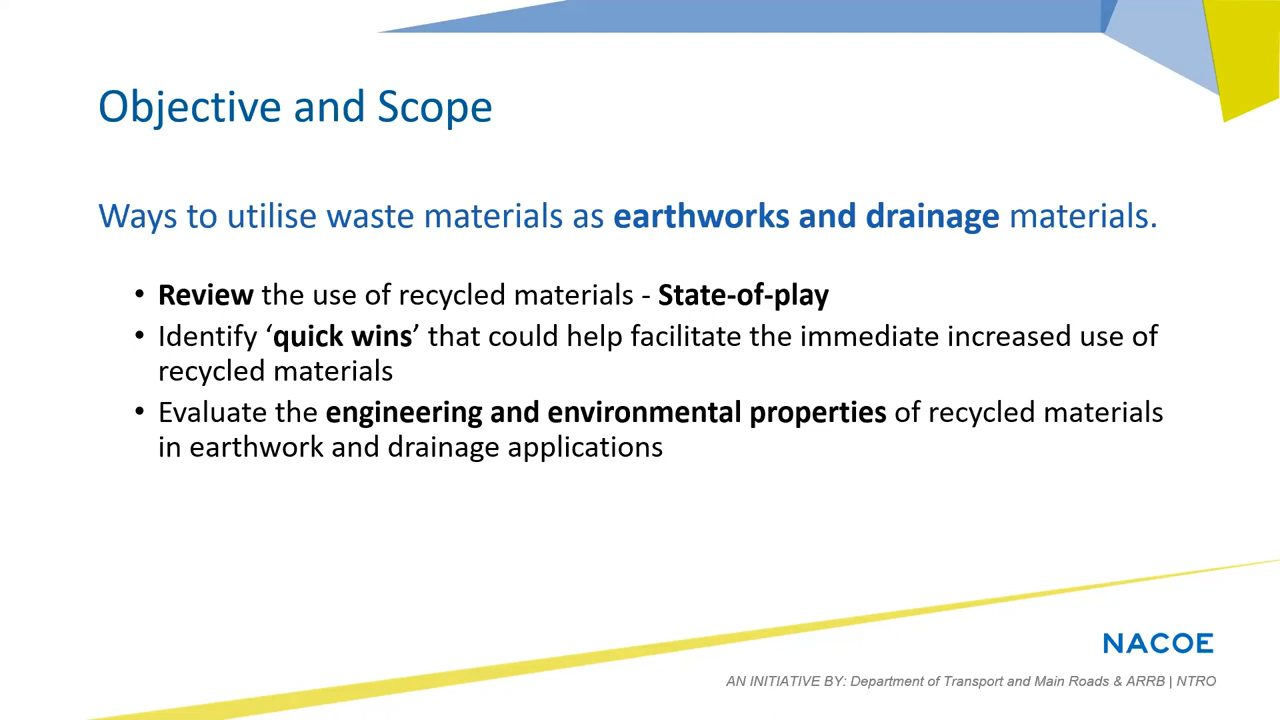 Objective and Scope
Ways to utilise waste materials as earthworks and drainage materials.
• Review the use of recycled materials - State-of-play
• Identify ‘quick wins’ that could help facilitate the immediate increased use of
recycled materials
• Evaluate the engineering and environmental properties of recycled materials
in earthwork and drainage applications
NACOE
AN INITIATIVE BY: Department of Transport and Main Roads & ARRB | NTRO